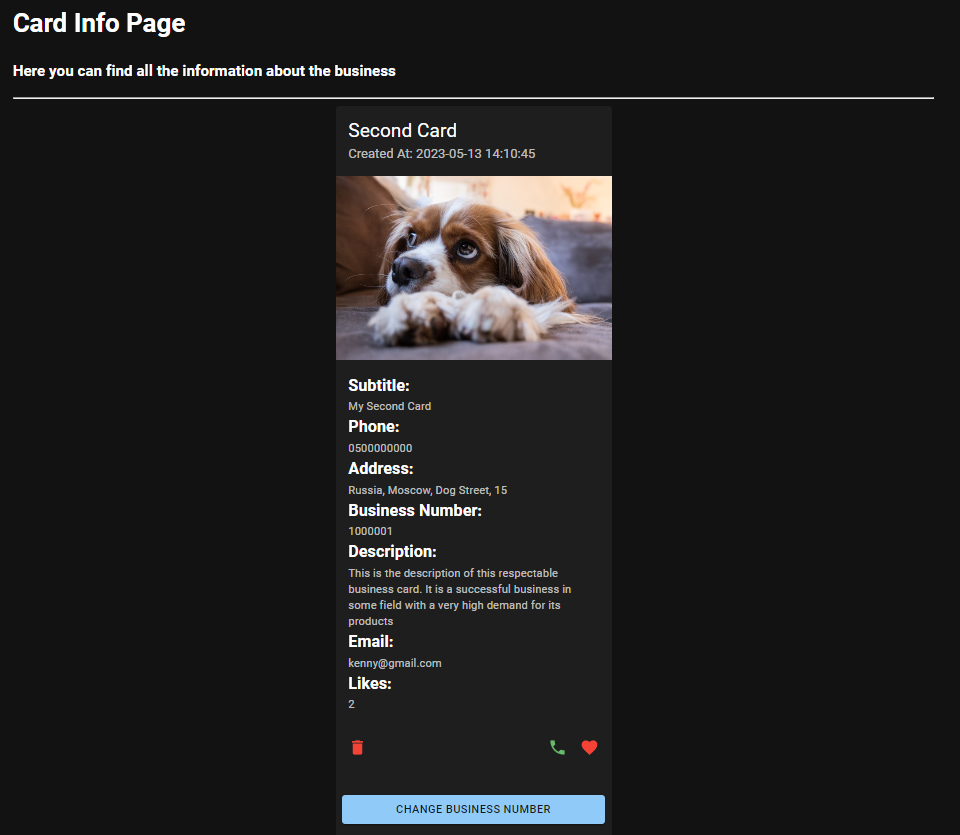 Card Info Page
Here you can find all the information about the business
Second Card
Created At: 2023-05-13 14:10:45
Subtitle:
My Second Card
Phone:
0500000000
Address:
Russia, Moscow, Dog Street, 15
Business Number:
1000001
Description:
This is the description of this respectable
business card. It is a successful business in
some field with a very high demand for its
products
Email:
kenny@gmail.com
Likes:
2
CHANGE BUSINESS NUMBER